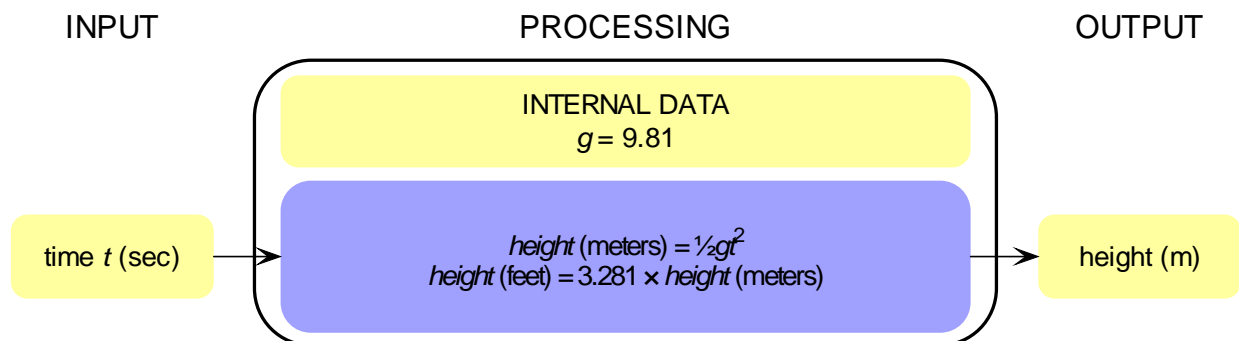 INPUT
PROCESSING
OUTPUT
INTERNAL DATA
g = 9.81
time t (sec)
height (meters) = ½gt²
height (feet) = 3.281 × height (meters)
height (m)